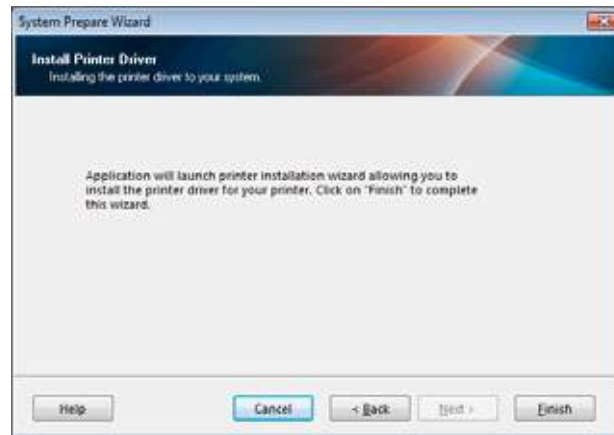 System Prepare Wizard
Install Printer Driver
Installing the printer driver to your system.
Application will launch printer installation wizard allowing you to
install the printer driver for your printer. Click on "Finish" to complete
this wizard.
Help Cancel < Back Next > Finish